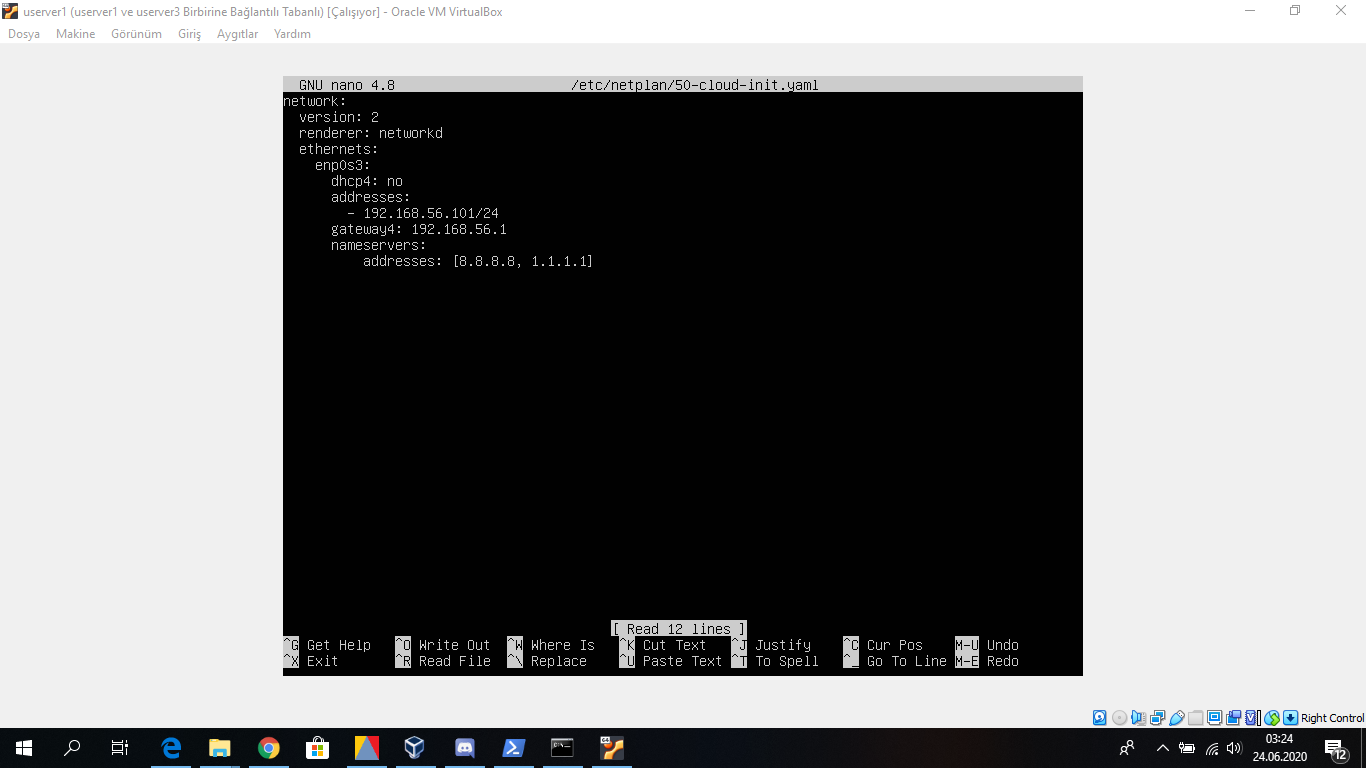 userver1 (userver1 ve userver3 Birbirine Bağlantılı Tabanlı) [Çalışıyor] - Oracle VM VirtualBox
Dosya Makine Görünüm Giriş Aygıtlar Yardım
GNU nano 4.8 /etc/netplan/50-cloud-init.yaml
network:
  version: 2
  renderer: networkd
  ethernets:
    enp0s3:
      dhcp4: no
      addresses:
        - 192.168.56.101/24
      gateway4: 192.168.56.1
      nameservers:
          addresses: [8.8.8.8, 1.1.1.1]
[ Read 12 lines ]
^G Get Help ^O Write Out ^W Where Is ^K Cut Text ^J Justify ^C Cur Pos M-U Undo
^X Exit ^R Read File ^\ Replace ^U Paste Text ^T To Spell ^_ Go To Line M-E Redo
Right Control
03:24
24.06.2020
12